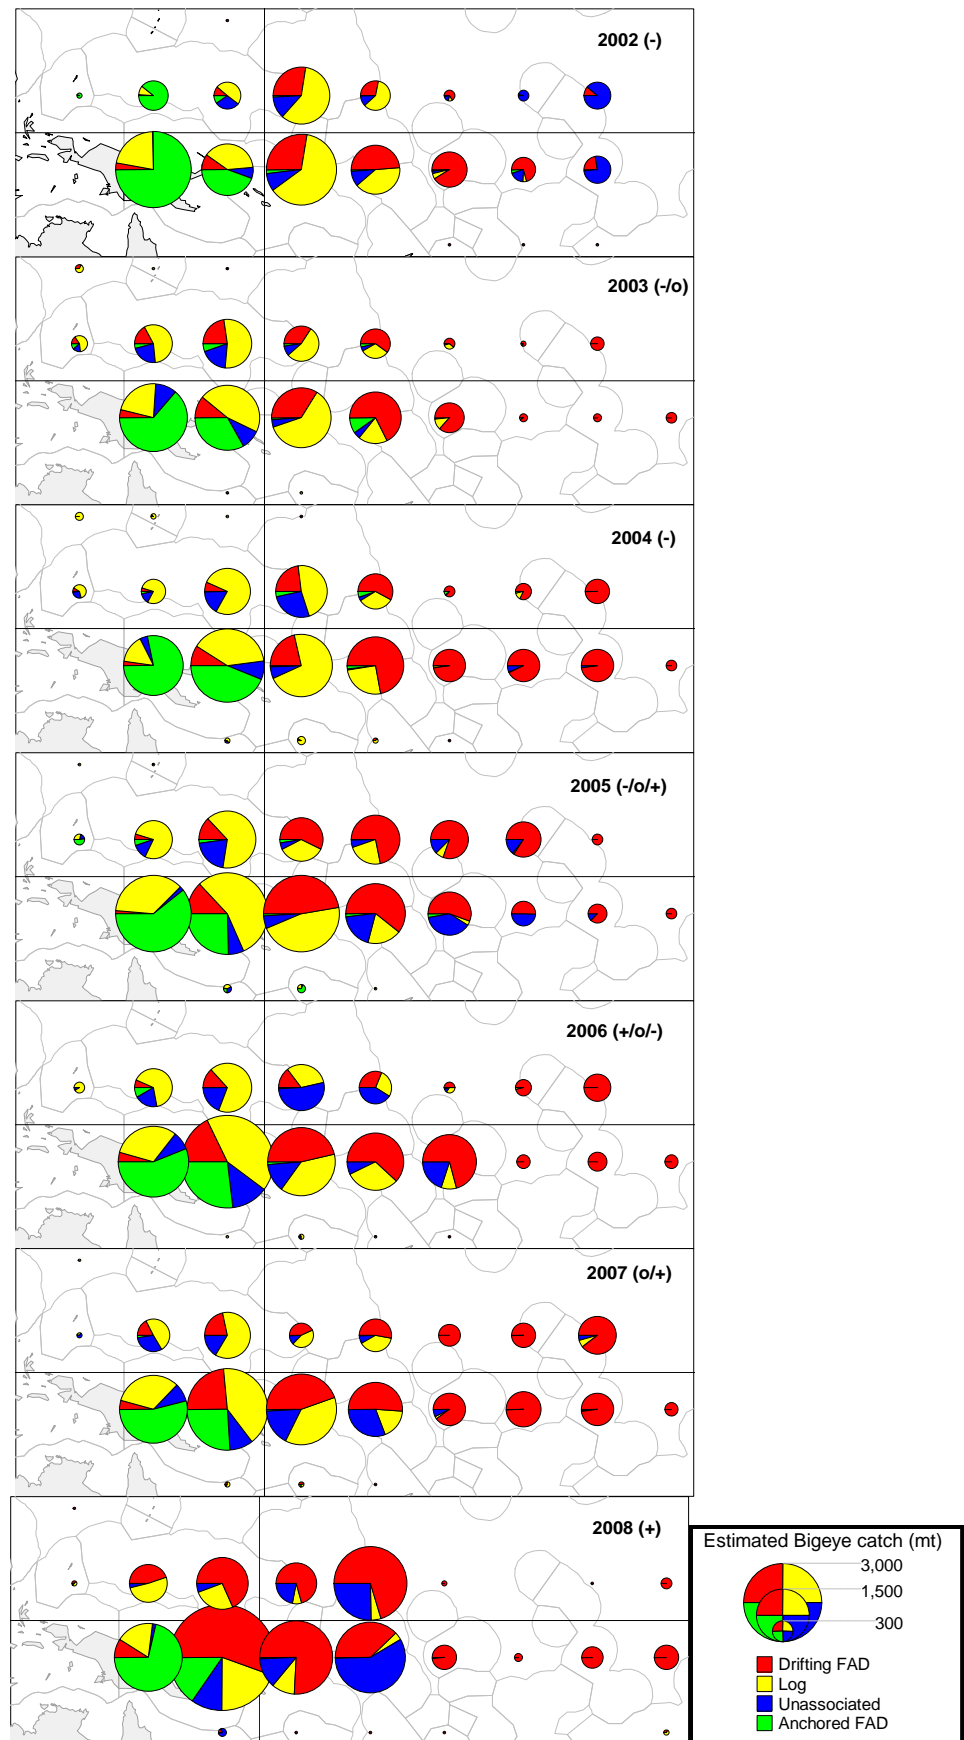 2002 (-)
2003 (-/o)
2004 (-)
2005 (-/o/+)
2006 (+/o/-)
2007 (o/+)
2008 (+)
Estimated Bigeye catch (mt)
3,000
1,500
300
Drifting FAD
Log
Unassociated
Anchored FAD